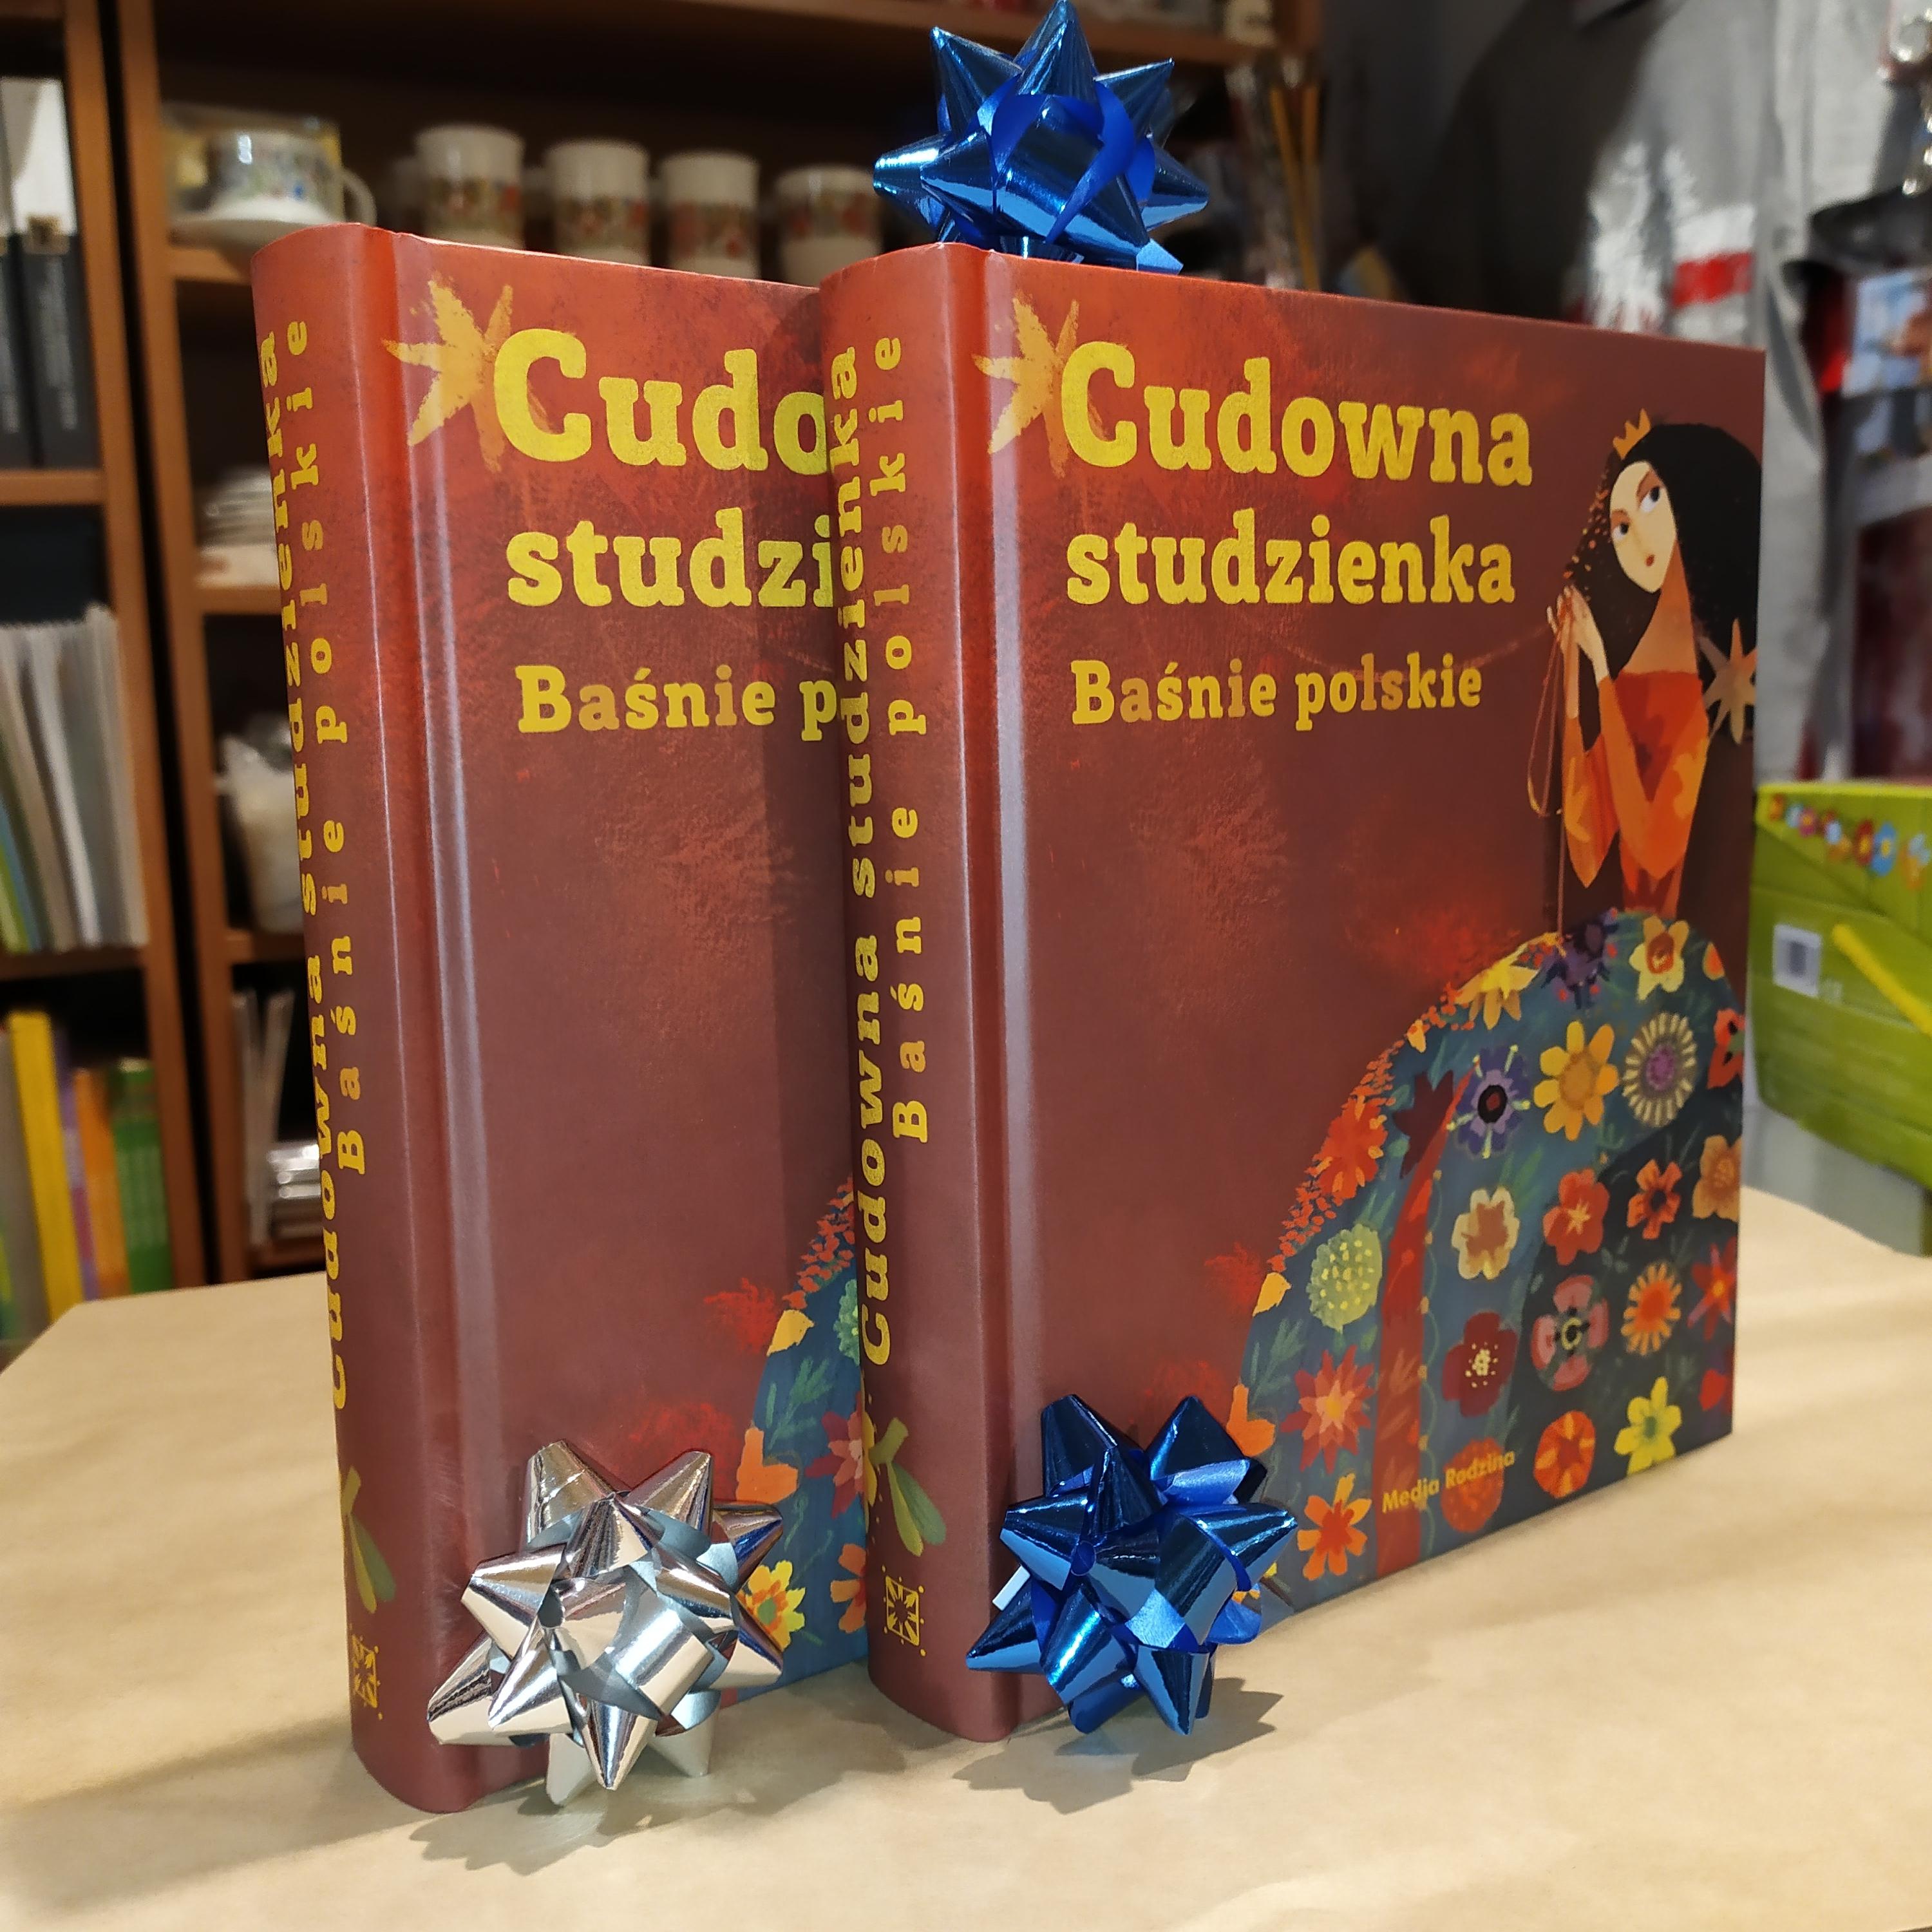 Cudowna studzienka
Baśnie polskie
Cudo
studzi
Baśnie p
Cudowna studzienka
Baśnie polskie
Cudowna
studzienka
Baśnie polskie
Media Rodzina